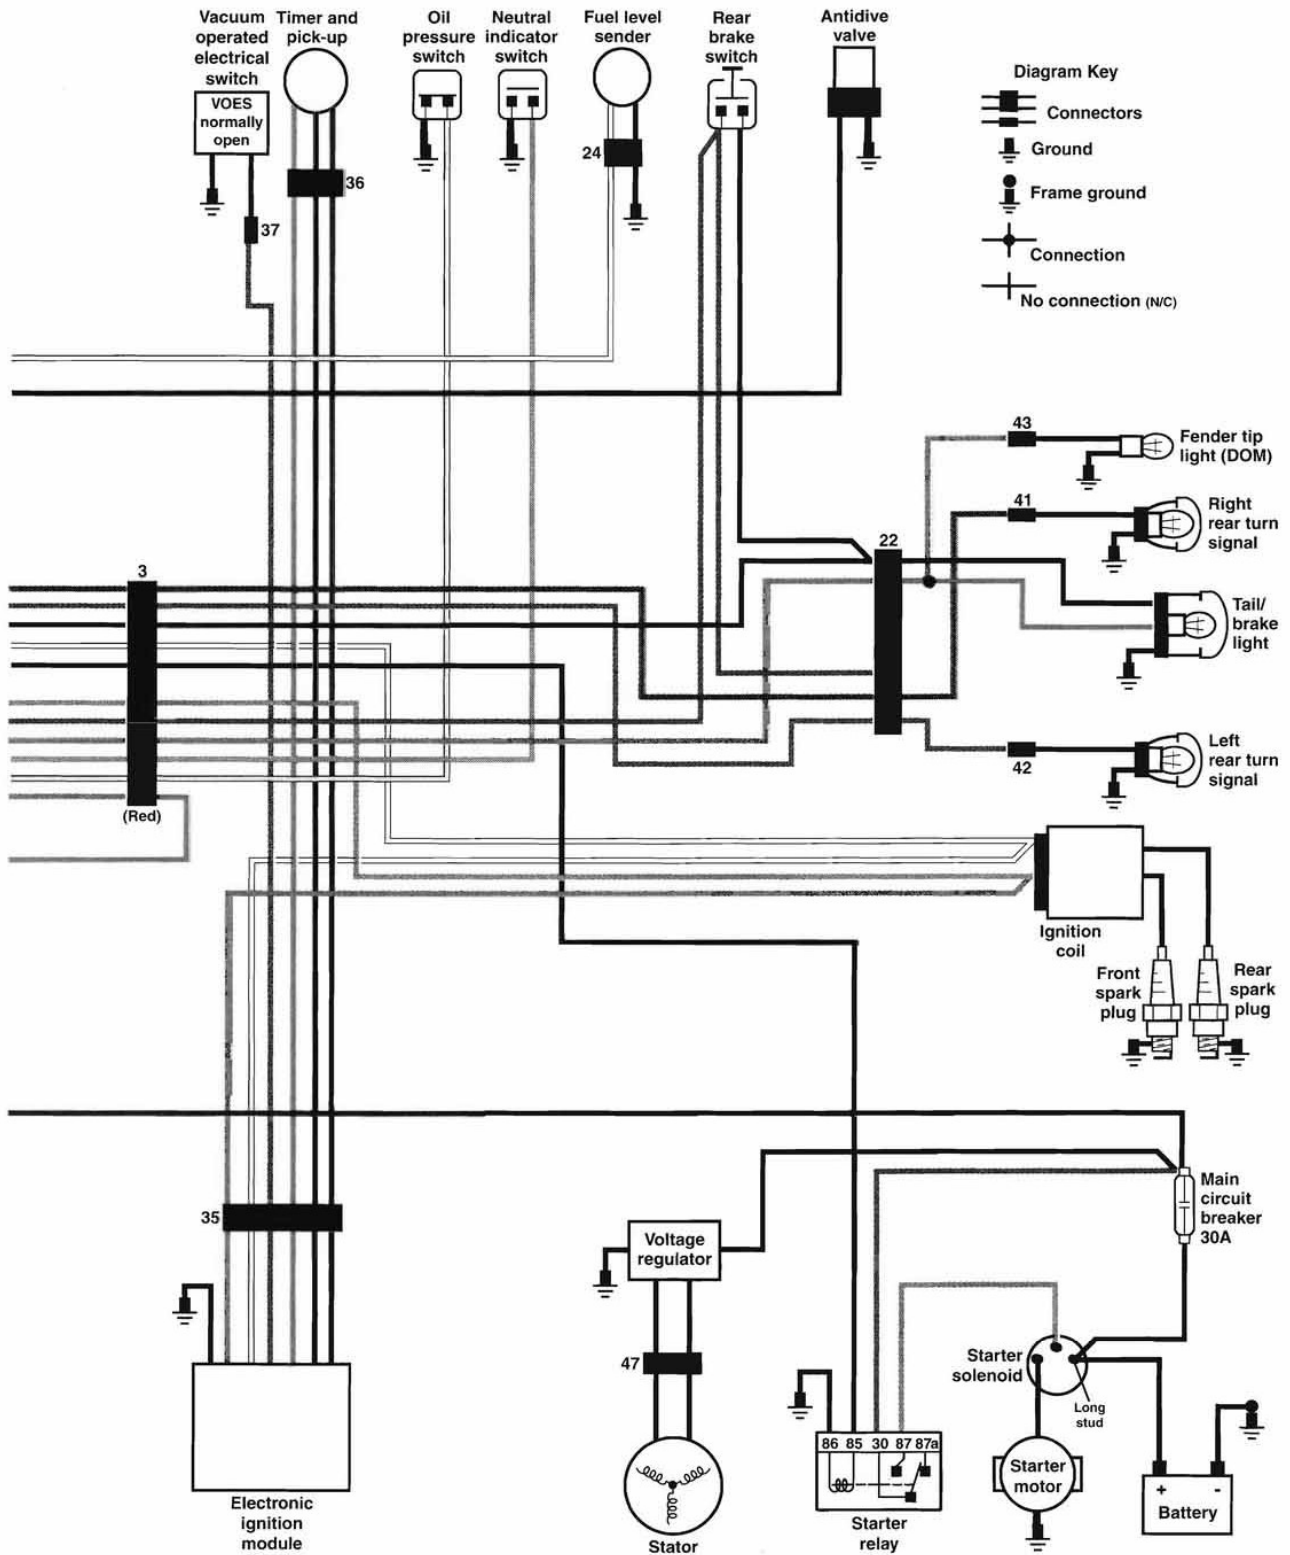 Vacuum
operated
electrical
switch
Timer and
pick-up
Oil
pressure
switch
Neutral
indicator
switch
Fuel level
sender
Rear
brake
switch
Antidive
valve
VOES
normally
open
36
37
24
Diagram Key
Connectors
Ground
Frame ground
Connection
No connection (N/C)
43
Fender tip
light (DOM)
41
Right
rear turn
signal
22
3
Tail/
brake
light
Left
rear turn
signal
42
(Red)
Ignition
coil
Front
spark
plug
Rear
spark
plug
35
Voltage
regulator
Main
circuit
breaker
30A
47
Starter
solenoid
Long
stud
86 85 30 87 87a
Starter
motor
+ -
Battery
Electronic
ignition
module
Stator
Starter
relay